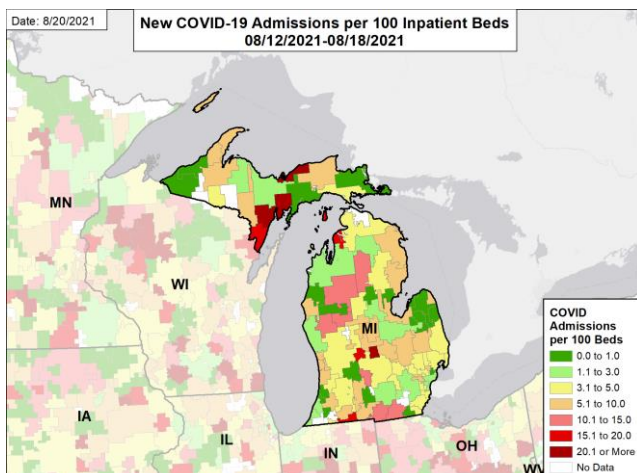 Date: 8/20/2021
New COVID-19 Admissions per 100 Inpatient Beds
08/12/2021-08/18/2021
MN
WI
MI
IA
IL
IN
OH
WV
COVID
Admissions
per 100 Beds
0.0 to 1.0
1.1 to 3.0
3.1 to 5.0
5.1 to 10.0
10.1 to 15.0
15.1 to 20.0
20.1 or More
No Data